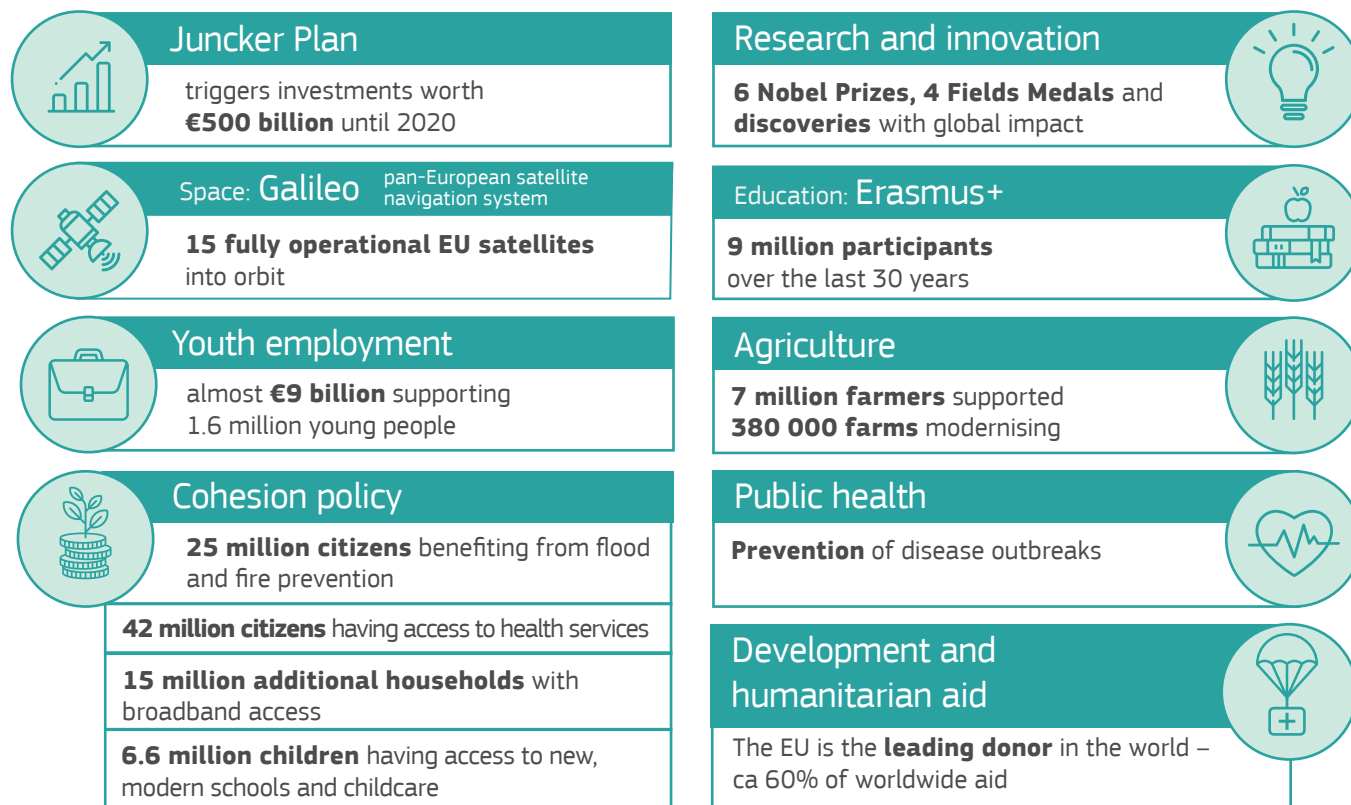 Juncker Plan
triggers investments worth
€500 billion until 2020
Space: Galileo pan-European satellite
navigation system
15 fully operational EU satellites
into orbit
Youth employment
almost €9 billion supporting
1.6 million young people
Cohesion policy
25 million citizens benefiting from flood
and fire prevention
42 million citizens having access to health services
15 million additional households with
broadband access
6.6 million children having access to new,
modern schools and childcare
Research and innovation
6 Nobel Prizes, 4 Fields Medals and
discoveries with global impact
Education: Erasmus+
9 million participants
over the last 30 years
Agriculture
7 million farmers supported
380 000 farms modernising
Public health
Prevention of disease outbreaks
Development and
humanitarian aid
The EU is the leading donor in the world –
ca 60% of worldwide aid